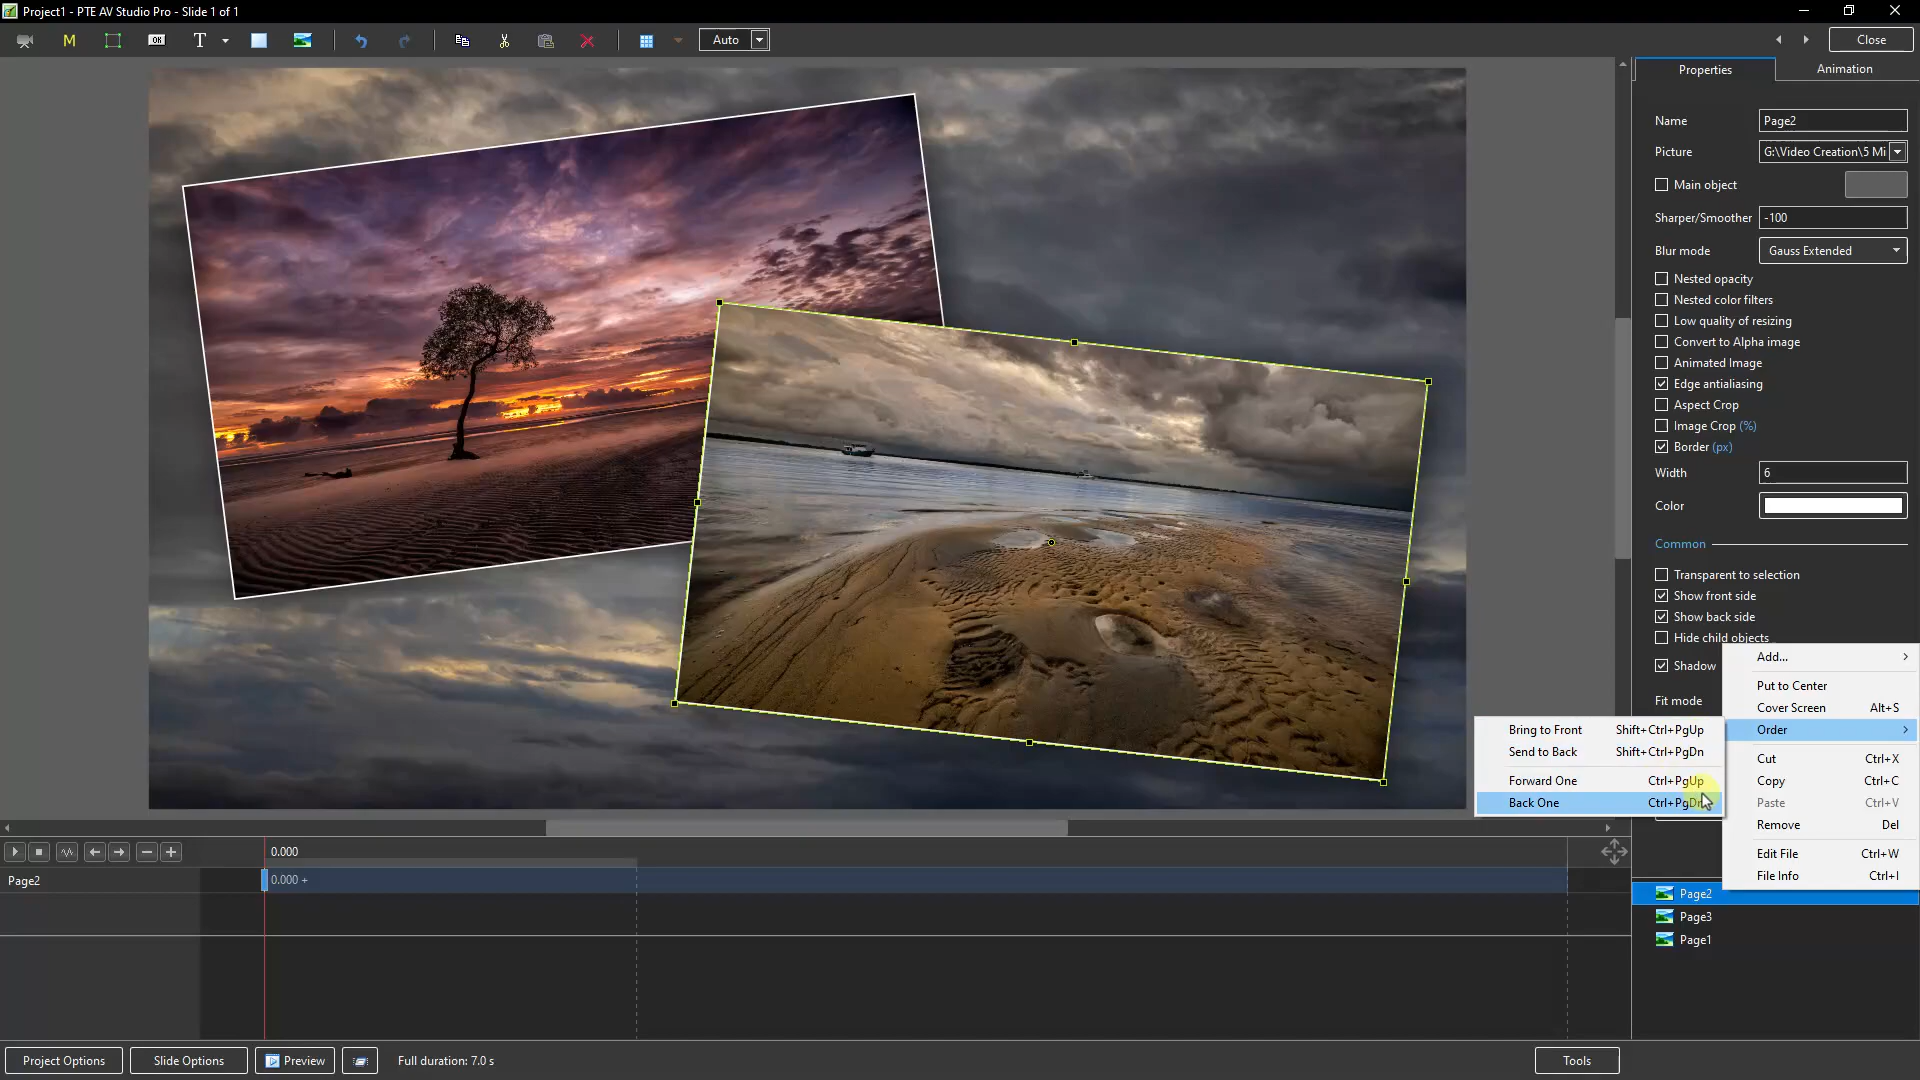 Project1 - PTE AV Studio Pro - Slide 1 of 1
M
OK
T
Auto
Close
Properties
Animation
Name
Page2
Picture
G:\Video Creation\5 Mi
Main object
Sharper/Smoother
-100
Blur mode
Gauss Extended
Nested opacity
Nested color filters
Low quality of resizing
Convert to Alpha image
Animated Image
Edge antialiasing
Aspect Crop
Image Crop (%)
Border (px)
Width
6
Color
Common
Transparent to selection
Show front side
Show back side
Hide child objects
Shadow
Fit mode
Add...
Put to Center
Cover Screen Alt+S
Order
Cut Ctrl+X
Copy Ctrl+C
Paste Ctrl+V
Remove Del
Edit File Ctrl+W
File Info Ctrl+I
Bring to Front Shift+Ctrl+PgUp
Send to Back Shift+Ctrl+PgDn
Forward One Ctrl+PgUp
Back One Ctrl+PgDn
0.000
Page2
0.000 +
Page2
Page3
Page1
Project Options
Slide Options
Preview
Full duration: 7.0 s
Tools